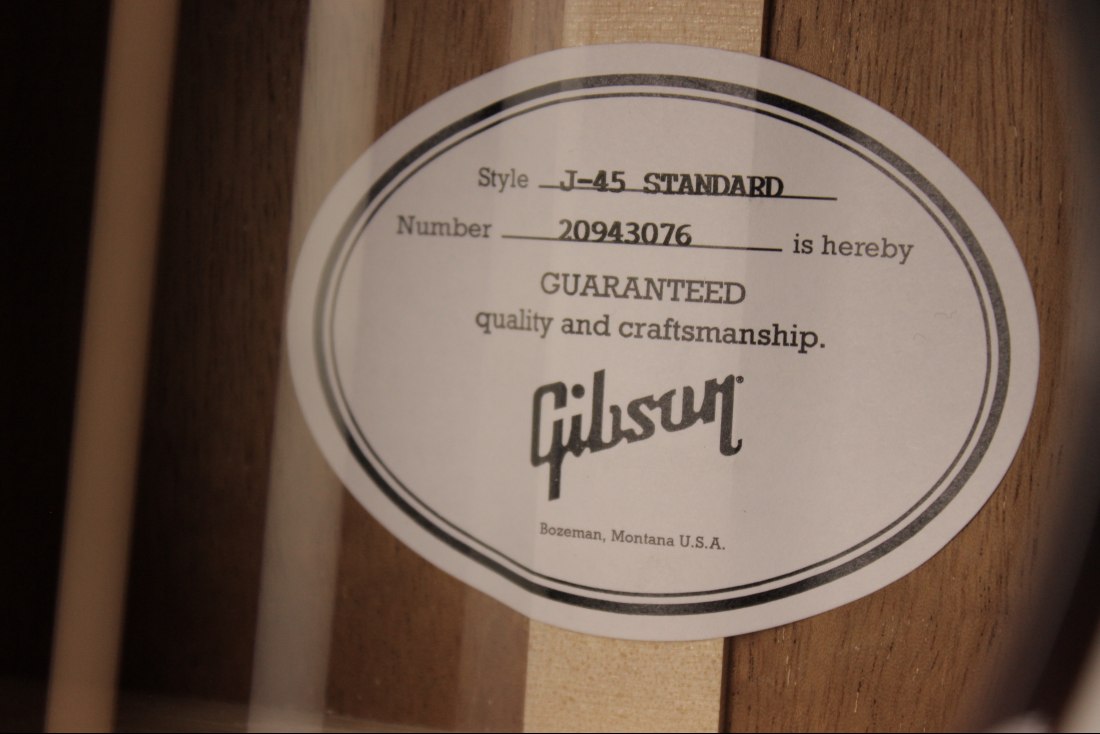 Style J-45 STANDARD
Number 20943076 is hereby
GUARANTEED
quality and craftsmanship.
Gibson
Bozeman, Montana U.S.A.